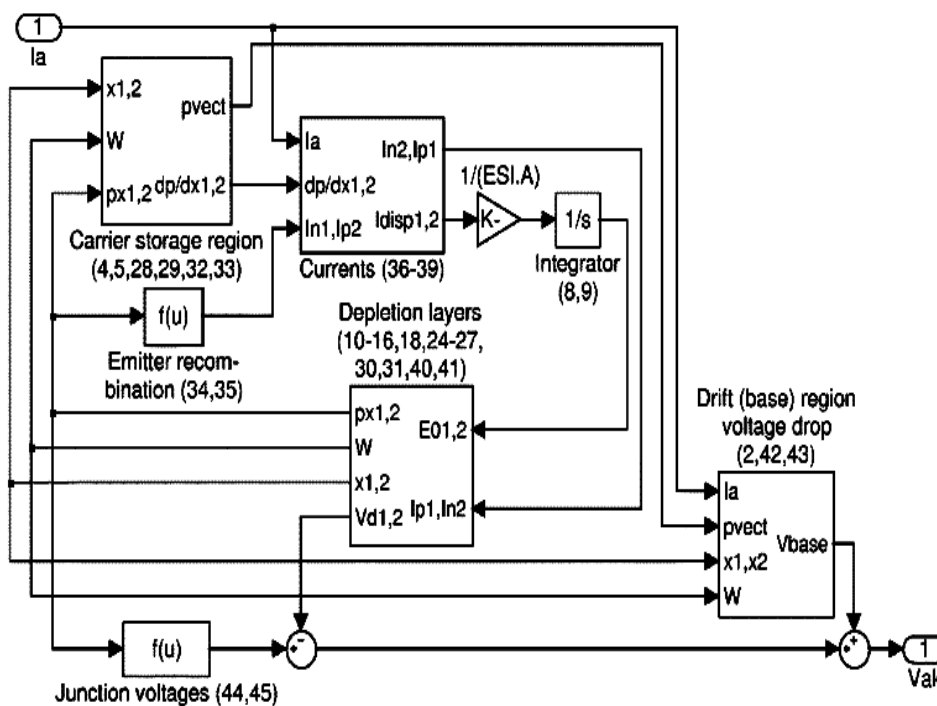 1
Ia
x1,2
pvect
W
px1,2
dp/dx1,2
Carrier storage region
(4,5,28,29,32,33)
Ia
In2,Ip1
dp/dx1,2
Idisp1,2
In1,Ip2
Currents (36-39)
1/(ESI.A)
K-
1/s
Integrator
(8,9)
f(u)
Emitter recom-
bination (34,35)
Depletion layers
(10-16,18,24-27,
30,31,40,41)
px1,2
E01,2
W
x1,2
Ip1,In2
Vd1,2
Drift (base) region
voltage drop
(2,42,43)
Ia
pvect
Vbase
x1,x2
W
f(u)
Junction voltages (44,45)
1
Vak